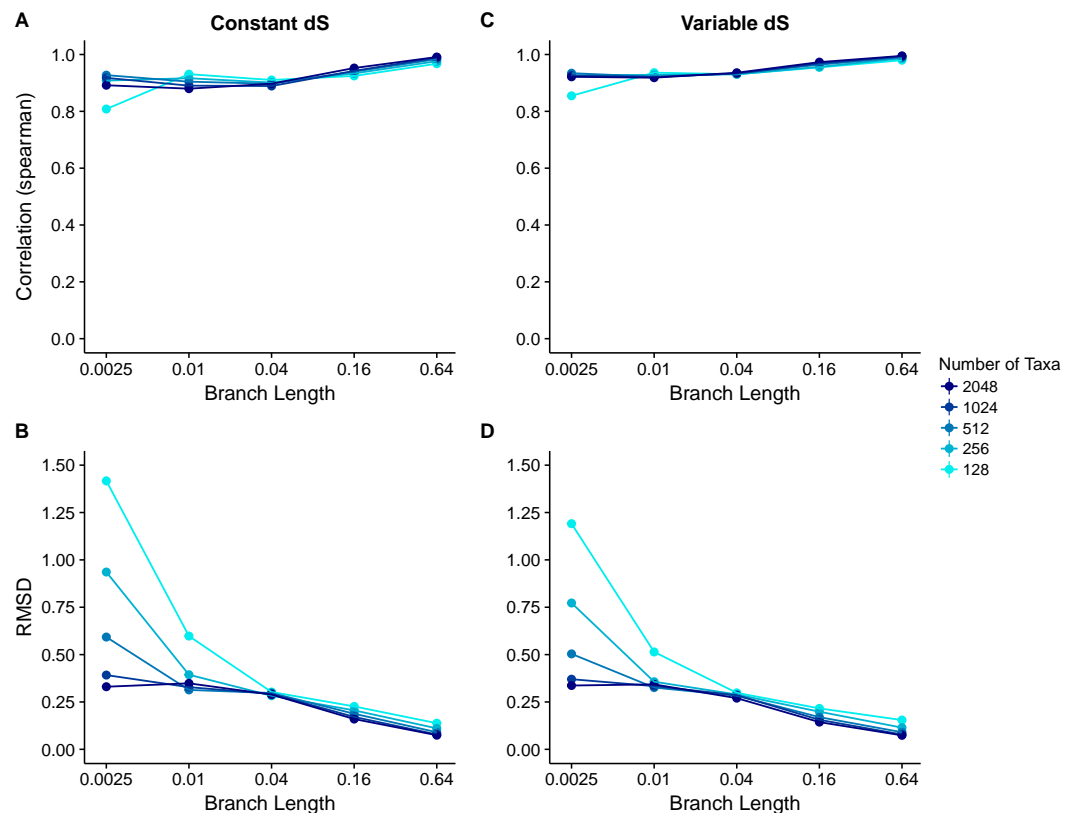 A
Constant dS
1.0
0.8
0.6
0.4
0.2
0.0
Correlation (spearman)
0.0025 0.01 0.04 0.16 0.64
Branch Length
C
Variable dS
1.0
0.8
0.6
0.4
0.2
0.0
0.0025 0.01 0.04 0.16 0.64
Branch Length
Number of Taxa
2048
1024
512
256
128
B
1.50
1.25
1.00
0.75
0.50
0.25
0.00
RMSD
0.0025 0.01 0.04 0.16 0.64
Branch Length
D
1.50
1.25
1.00
0.75
0.50
0.25
0.00
0.0025 0.01 0.04 0.16 0.64
Branch Length